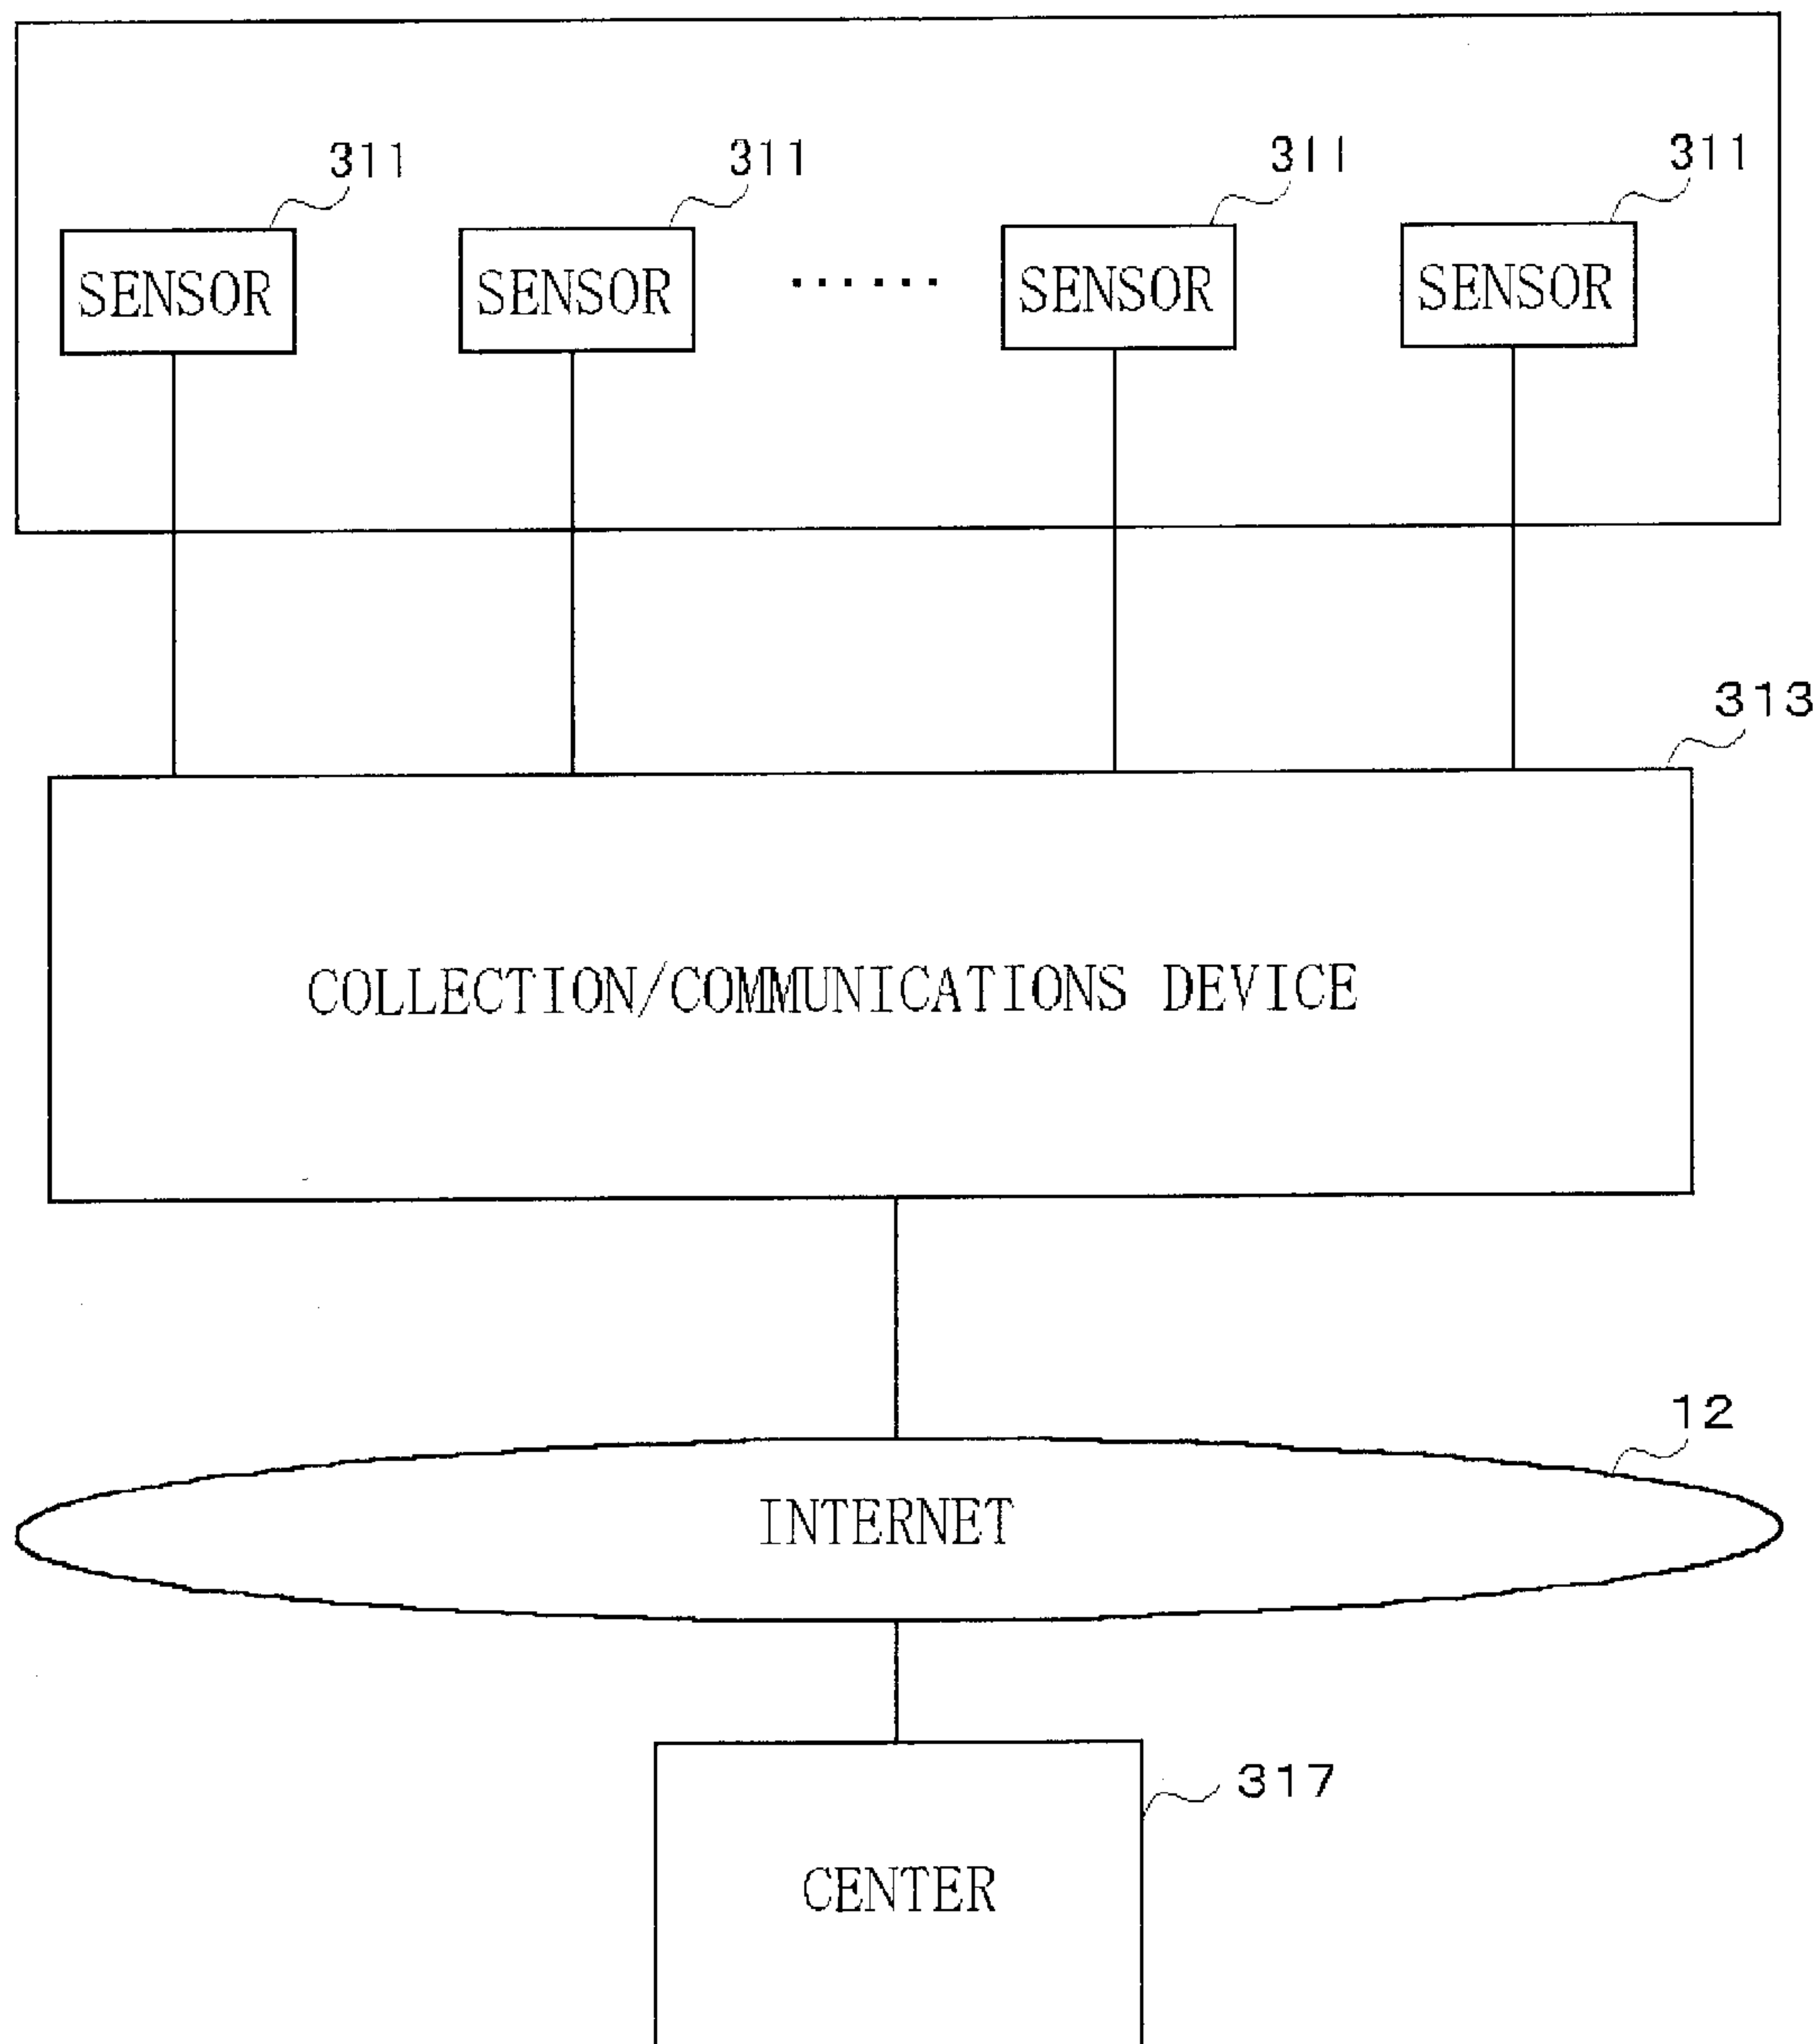 311 311 311 311
SENSOR SENSOR ...... SENSOR SENSOR
313
COLLECTION/COMMUNICATIONS DEVICE
12
INTERNET
317
CENTER